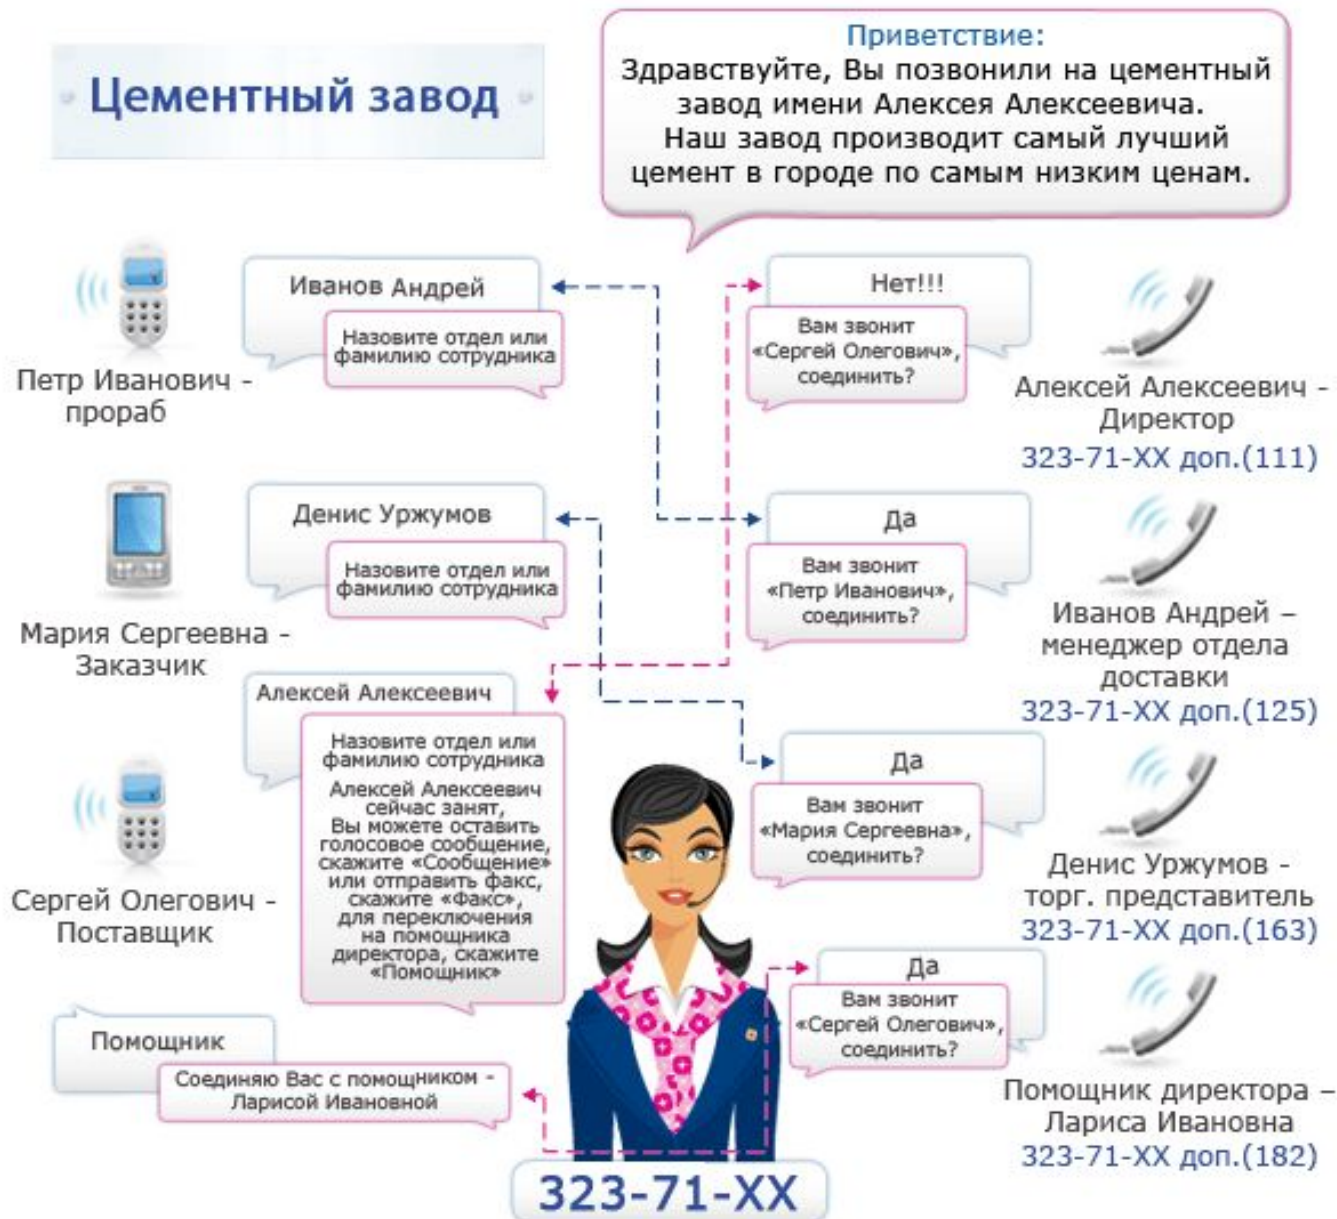 Цементный завод
Приветствие:
Здравствуйте, Вы позвонили на цементный
завод имени Алексея Алексеевича.
Наш завод производит самый лучший
цемент в городе по самым низким ценам.
Петр Иванович -
прораб
Иванов Андрей
Назовите отдел или
фамилию сотрудника
Нет!!!
Вам звонит
«Сергей Олегович»,
соединить?
Алексей Алексеевич -
Директор
323-71-XX доп.(111)
Мария Сергеевна -
Заказчик
Денис Уржумов
Назовите отдел или
фамилию сотрудника
Да
Вам звонит
«Петр Иванович»,
соединить?
Иванов Андрей –
менеджер отдела
доставки
323-71-XX доп.(125)
Сергей Олегович -
Поставщик
Алексей Алексеевич
Назовите отдел или
фамилию сотрудника
Алексей Алексеевич
сейчас занят,
Вы можете оставить
голосовое сообщение,
скажите «Сообщение»
или отправить факс,
скажите «Факс»,
для переключения
на помощника
директора, скажите
«Помощник»
Да
Вам звонит
«Мария Сергеевна»,
соединить?
Денис Уржумов -
торг. представитель
323-71-XX доп.(163)
Помощник
Соединяю Вас с помощником -
Ларисой Ивановной
Да
Вам звонит
«Сергей Олегович»,
соединить?
Помощник директора –
Лариса Ивановна
323-71-XX доп.(182)
323-71-XX